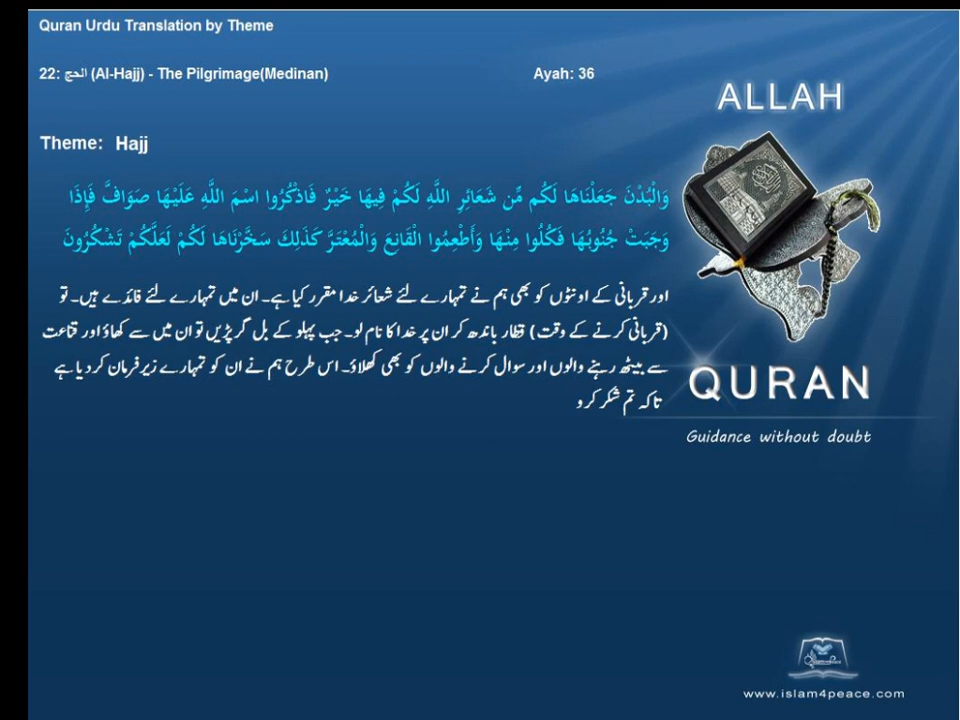 Quran Urdu Translation by Theme
22: الحج (Al-Hajj) - The Pilgrimage(Medinan)
Ayah: 36
Theme: Hajj
وَالْبُدْنَ جَعَلْنَاهَا لَكُم مِّن شَعَائِرِ اللَّهِ لَكُمْ فِيهَا خَيْرٌ فَاذْكُرُوا اسْمَ اللَّهِ عَلَيْهَا صَوَافَّ فَإِذَا
وَجَبَتْ جُنُوبُهَا فَكُلُوا مِنْهَا وَأَطْعِمُوا الْقَانِعَ وَالْمُعْتَرَّ كَذَلِكَ سَخَّرْنَاهَا لَكُمْ لَعَلَّكُمْ تَشْكُرُونَ
اور قربانی کے اونٹوں کو بھی ہم نے تمہارے لئے شعائر خدا مقرر کیا ہے۔ ان میں تمہارے لئے فائدے ہیں۔ تو
(قربانی کرنے کے وقت) قطار باندھ کر ان پر خدا کا نام لو۔ جب پہلو کے بل گر پڑیں تو ان میں سے کھاؤ اور قناعت
سے بیٹھ رہنے والوں اور سوال کرنے والوں کو بھی کھلاؤ۔ اس طرح ہم نے ان کو تمہارے زیرفرمان کردیا ہے
تاکہ تم شکر کرو
ALLAH
QURAN
Guidance without doubt
www.islam4peace.com